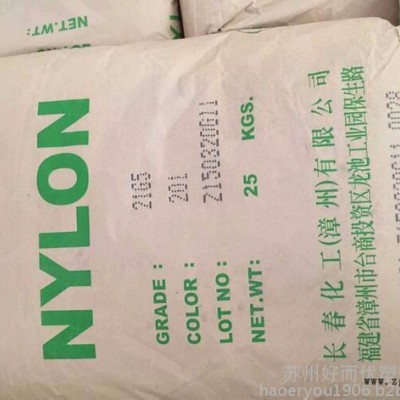 NET.WT:
NYLON
GRADE : 2165
COLOR : 201
LOT NO : Z150320011
NET.WT: 25 KGS.
长春化工(漳州)有限公司
福建省漳州市台商投资区龙池工业园保生路
苏州好而优塑
haoeryou1906.b2b